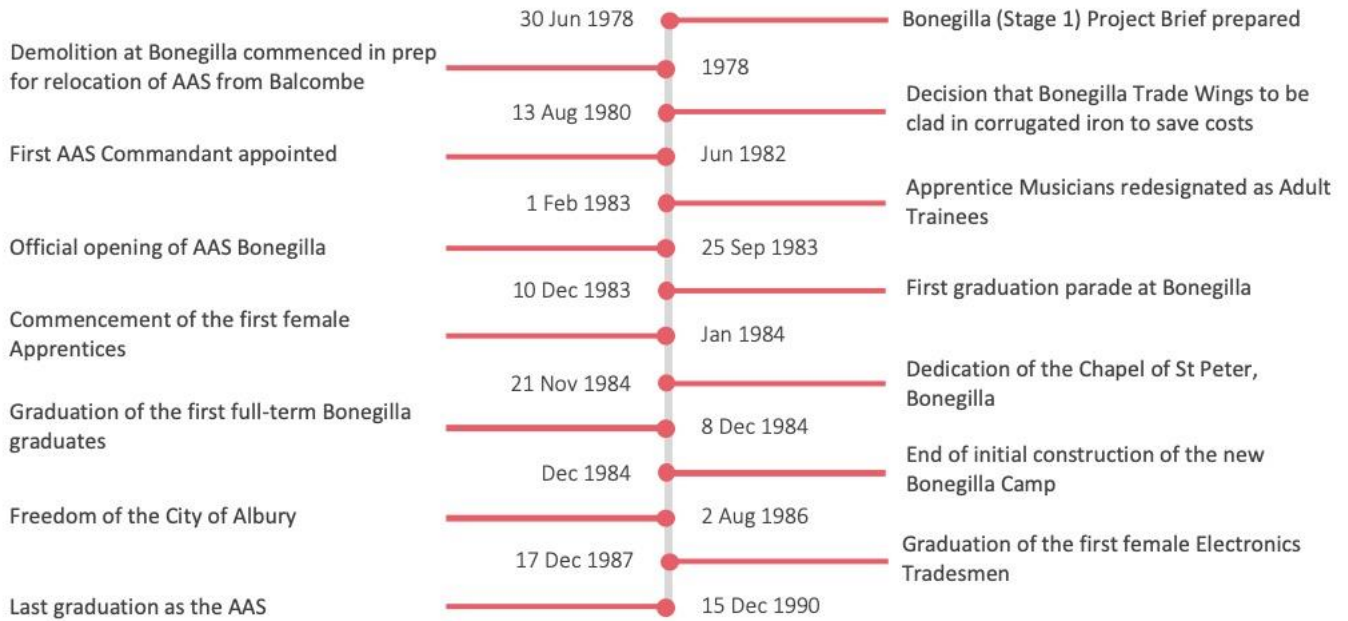 30 Jun 1978
Bonegilla (Stage 1) Project Brief prepared
Demolition at Bonegilla commenced in prep
for relocation of AAS from Balcombe
1978
13 Aug 1980
Decision that Bonegilla Trade Wings to be
clad in corrugated iron to save costs
First AAS Commandant appointed
Jun 1982
1 Feb 1983
Apprentice Musicians redesignated as Adult
Trainees
Official opening of AAS Bonegilla
25 Sep 1983
10 Dec 1983
First graduation parade at Bonegilla
Commencement of the first female
Apprentices
Jan 1984
21 Nov 1984
Dedication of the Chapel of St Peter,
Bonegilla
Graduation of the first full-term Bonegilla
graduates
8 Dec 1984
Dec 1984
End of initial construction of the new
Bonegilla Camp
Freedom of the City of Albury
2 Aug 1986
17 Dec 1987
Graduation of the first female Electronics
Tradesmen
Last graduation as the AAS
15 Dec 1990